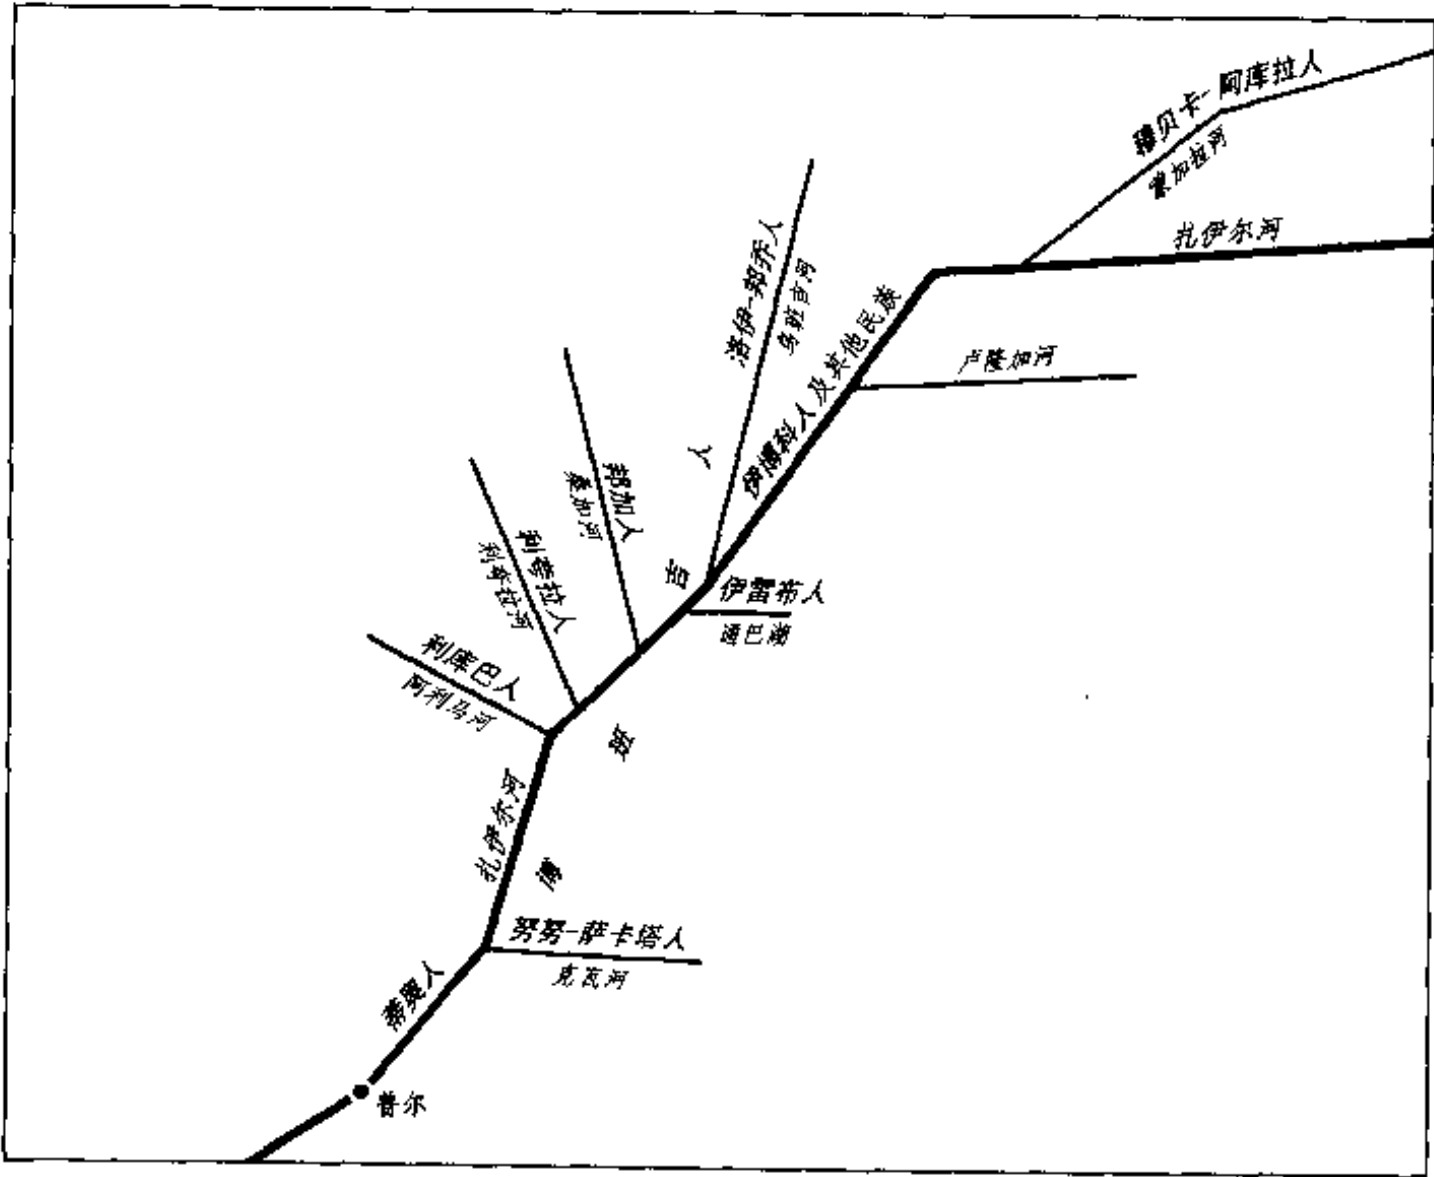 穆贝卡-阿库拉人
蒙加拉河
扎伊尔河
洛伊-邦乔人
乌班吉河
伊博科人及其他民族
卢隆加河
邦加人
桑加河
利夸拉人
利夸拉河
伊雷布人
通巴湖
利库巴人
阿利马河
博班吉人
扎伊尔河
努努-萨卡塔人
克瓦河
蒂奥人
普尔